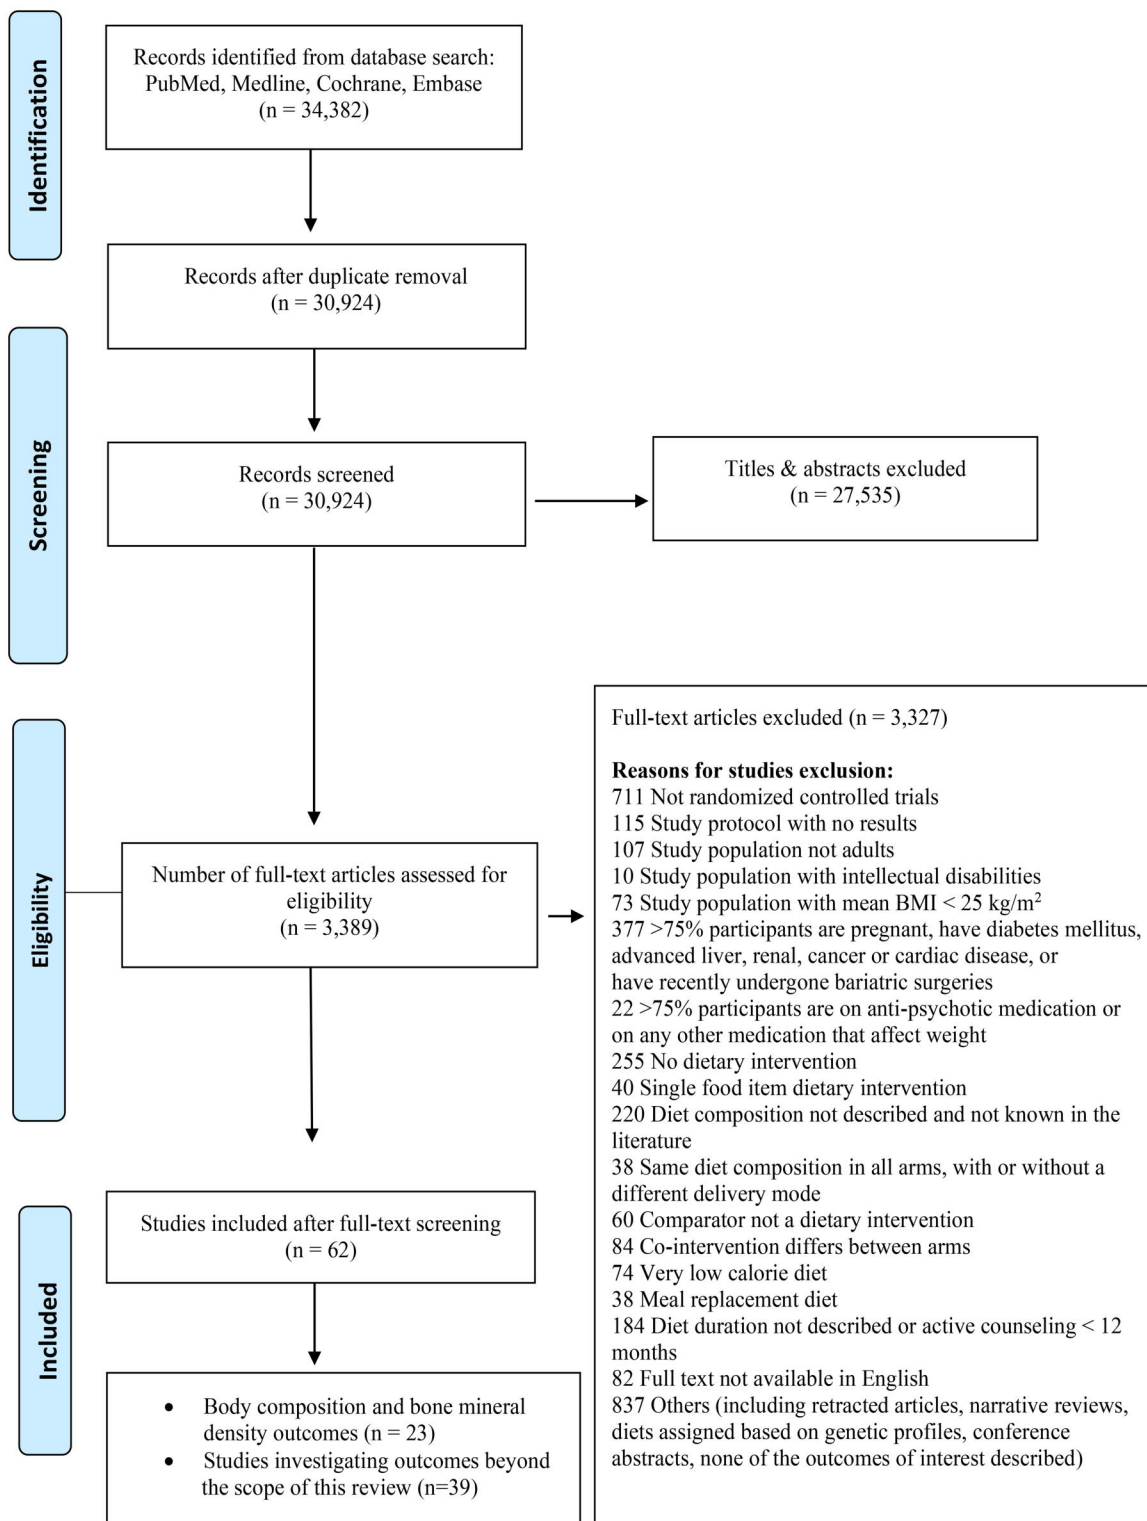 Identification
Records identified from database search:
PubMed, Medline, Cochrane, Embase
(n = 34,382)
Records after duplicate removal
(n = 30,924)
Screening
Records screened
(n = 30,924)
Titles & abstracts excluded
(n = 27,535)
Eligibility
Number of full-text articles assessed for
eligibility
(n = 3,389)
Full-text articles excluded (n = 3,327)
Reasons for studies exclusion:
711 Not randomized controlled trials
115 Study protocol with no results
107 Study population not adults
10 Study population with intellectual disabilities
73 Study population with mean BMI < 25 kg/m²
377 >75% participants are pregnant, have diabetes mellitus,
advanced liver, renal, cancer or cardiac disease, or
have recently undergone bariatric surgeries
22 >75% participants are on anti-psychotic medication or
on any other medication that affect weight
255 No dietary intervention
40 Single food item dietary intervention
220 Diet composition not described and not known in the
literature
38 Same diet composition in all arms, with or without a
different delivery mode
60 Comparator not a dietary intervention
84 Co-intervention differs between arms
74 Very low calorie diet
38 Meal replacement diet
184 Diet duration not described or active counseling < 12
months
82 Full text not available in English
837 Others (including retracted articles, narrative reviews,
diets assigned based on genetic profiles, conference
abstracts, none of the outcomes of interest described)
Included
Studies included after full-text screening
(n = 62)
• Body composition and bone mineral
density outcomes (n = 23)
• Studies investigating outcomes beyond
the scope of this review (n=39)